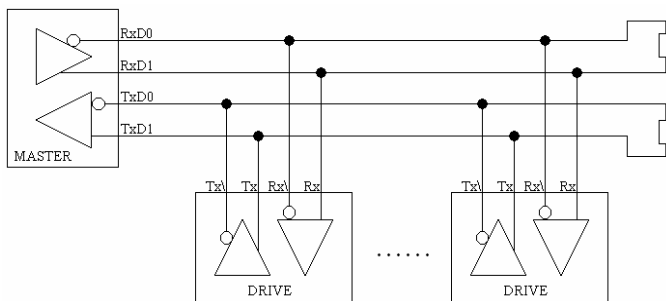 RxD0
RxD1
TxD0
TxD1
MASTER
Tx\ Tx Rx\ Rx Tx\ Tx Rx\ Rx
......
DRIVE DRIVE